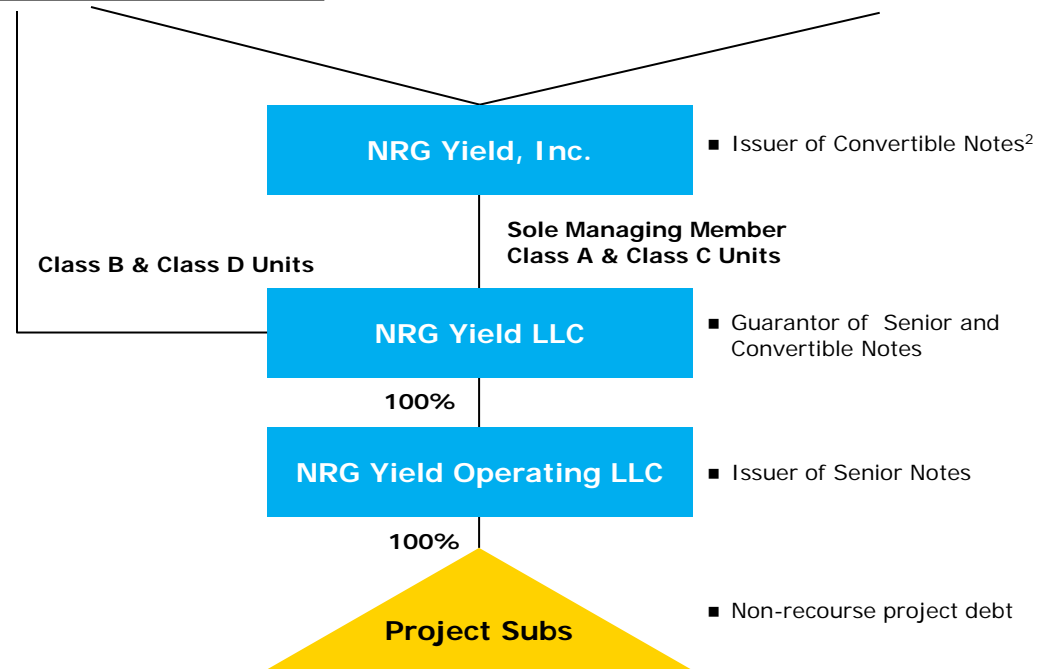 NRG Yield, Inc.
■ Issuer of Convertible Notes2
Sole Managing Member
Class A & Class C Units
Class B & Class D Units
NRG Yield LLC
■ Guarantor of Senior and
Convertible Notes
100%
NRG Yield Operating LLC
■ Issuer of Senior Notes
100%
Project Subs
■ Non-recourse project debt